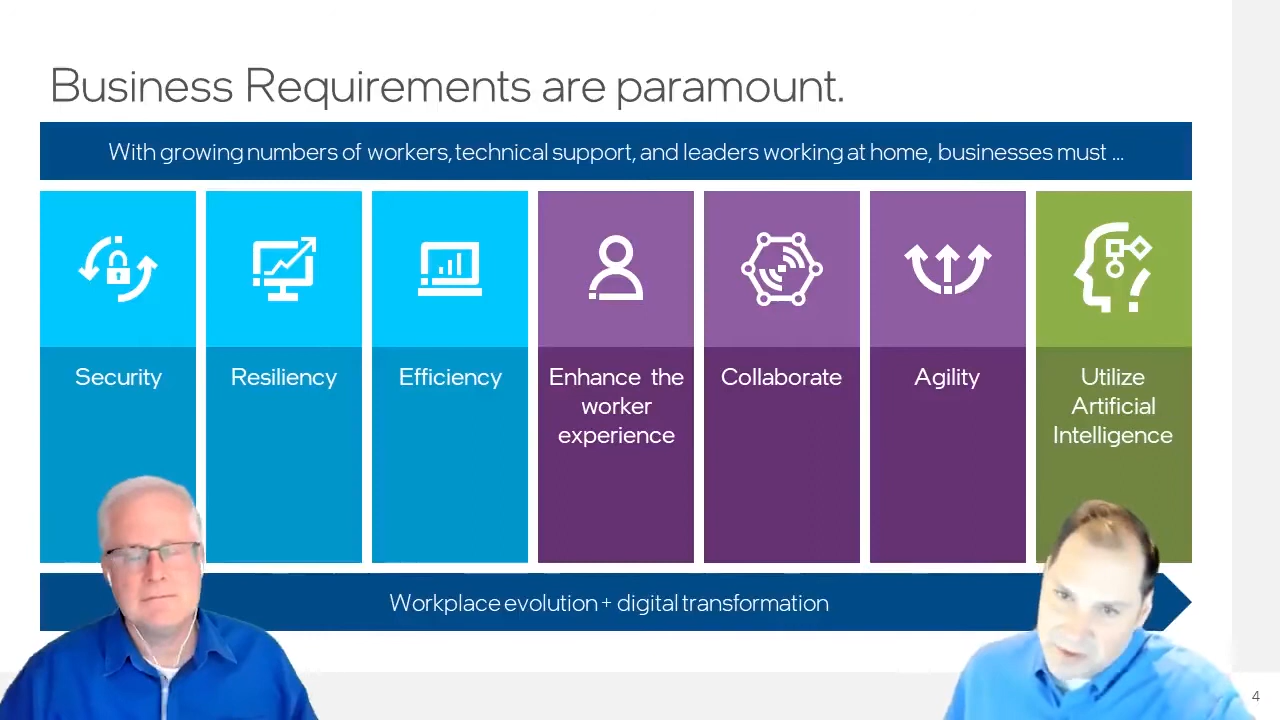 Business Requirements are paramount.
With growing numbers of workers, technical support, and leaders working at home, businesses must ...
Security
Resiliency
Efficiency
Enhance the
worker
experience
Collaborate
Agility
Utilize
Artificial
Intelligence
Workplace evolution + digital transformation
4